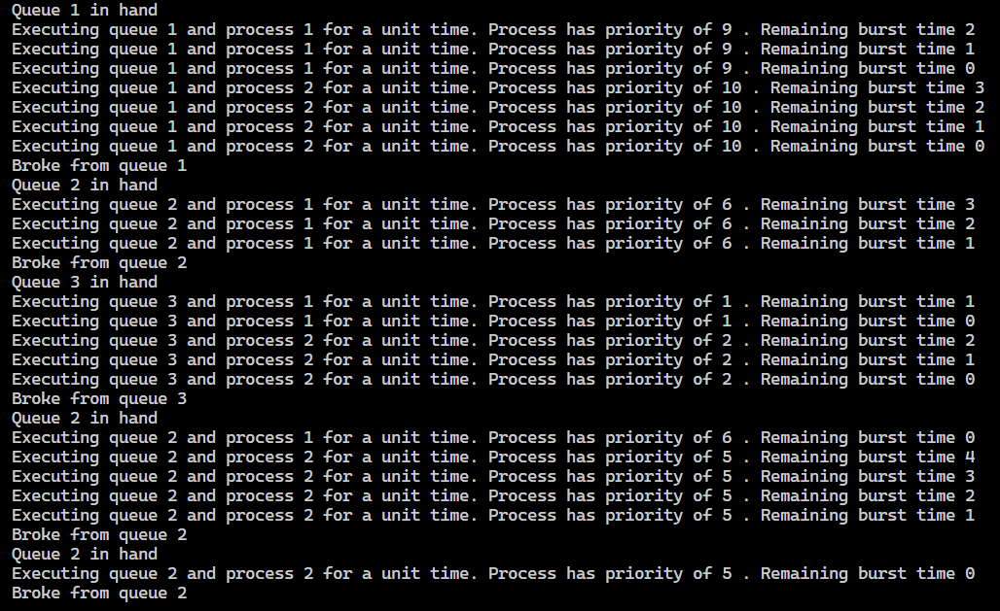 Queue 1 in hand
Executing queue 1 and process 1 for a unit time. Process has priority of 9 . Remaining burst time 2
Executing queue 1 and process 1 for a unit time. Process has priority of 9 . Remaining burst time 1
Executing queue 1 and process 1 for a unit time. Process has priority of 9 . Remaining burst time 0
Executing queue 1 and process 2 for a unit time. Process has priority of 10 . Remaining burst time 3
Executing queue 1 and process 2 for a unit time. Process has priority of 10 . Remaining burst time 2
Executing queue 1 and process 2 for a unit time. Process has priority of 10 . Remaining burst time 1
Executing queue 1 and process 2 for a unit time. Process has priority of 10 . Remaining burst time 0
Broke from queue 1
Queue 2 in hand
Executing queue 2 and process 1 for a unit time. Process has priority of 6 . Remaining burst time 3
Executing queue 2 and process 1 for a unit time. Process has priority of 6 . Remaining burst time 2
Executing queue 2 and process 1 for a unit time. Process has priority of 6 . Remaining burst time 1
Broke from queue 2
Queue 3 in hand
Executing queue 3 and process 1 for a unit time. Process has priority of 1 . Remaining burst time 1
Executing queue 3 and process 1 for a unit time. Process has priority of 1 . Remaining burst time 0
Executing queue 3 and process 2 for a unit time. Process has priority of 2 . Remaining burst time 2
Executing queue 3 and process 2 for a unit time. Process has priority of 2 . Remaining burst time 1
Executing queue 3 and process 2 for a unit time. Process has priority of 2 . Remaining burst time 0
Broke from queue 3
Queue 2 in hand
Executing queue 2 and process 1 for a unit time. Process has priority of 6 . Remaining burst time 0
Executing queue 2 and process 2 for a unit time. Process has priority of 5 . Remaining burst time 4
Executing queue 2 and process 2 for a unit time. Process has priority of 5 . Remaining burst time 3
Executing queue 2 and process 2 for a unit time. Process has priority of 5 . Remaining burst time 2
Executing queue 2 and process 2 for a unit time. Process has priority of 5 . Remaining burst time 1
Broke from queue 2
Queue 2 in hand
Executing queue 2 and process 2 for a unit time. Process has priority of 5 . Remaining burst time 0
Broke from queue 2